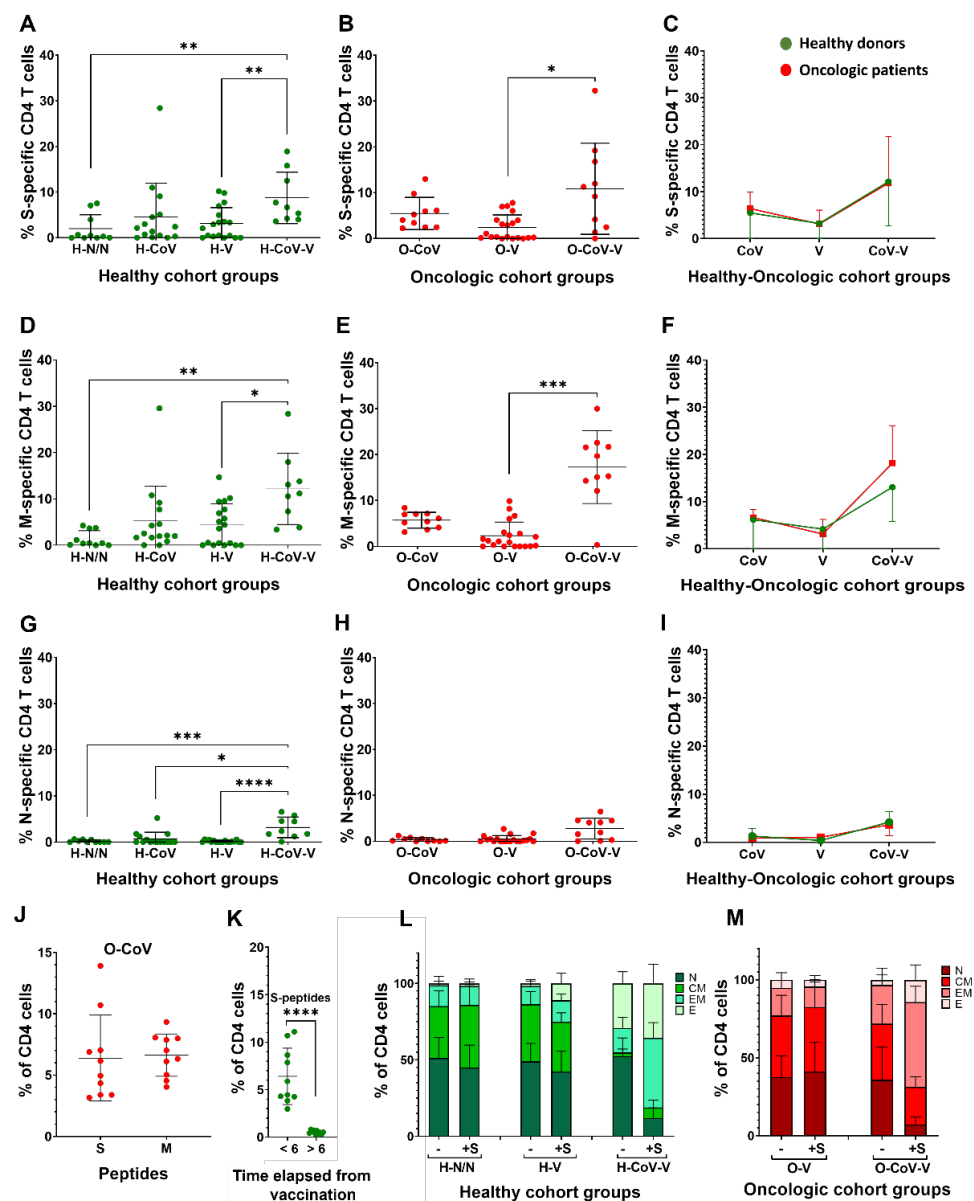 A
% S-specific CD4 T cells
40
30
20
10
0
**
**
H-N/N H-CoV H-V H-CoV-V
Healthy cohort groups
B
% S-specific CD4 T cells
40
30
20
10
0
*
O-CoV O-V O-CoV-V
Oncologic cohort groups
C
Healthy donors
Oncologic patients
% S-specific CD4 T cells
40
30
20
10
0
CoV V CoV-V
Healthy-Oncologic cohort groups
D
% M-specific CD4 T cells
40
30
20
10
0
**
*
H-N/N H-CoV H-V H-CoV-V
Healthy cohort groups
E
% M-specific CD4 T cells
40
30
20
10
0
***
O-CoV O-V O-CoV-V
Oncologic cohort groups
F
% M-specific CD4 T cells
40
30
20
10
0
CoV V CoV-V
Healthy-Oncologic cohort groups
G
% N-specific CD4 T cells
40
30
20
10
0
***
*
****
H-N/N H-CoV H-V H-CoV-V
Healthy cohort groups
H
% N-specific CD4 T cells
40
30
20
10
0
O-CoV O-V O-CoV-V
Oncologic cohort groups
I
% N-specific CD4 T cells
40
30
20
10
0
CoV V CoV-V
Healthy-Oncologic cohort groups
J
O-CoV
% of CD4 cells
15
10
5
0
S M
Peptides
K
% of CD4 cells
20
15
10
5
0
S-peptides
****
< 6 > 6
Time elapsed from
vaccination
L
% of CD4 cells
100
50
0
N
CM
EM
E
- +S - +S - +S
H-N/N H-V H-CoV-V
Healthy cohort groups
M
% of CD4 cells
100
50
0
N
CM
EM
E
- +S - +S
O-V O-CoV-V
Oncologic cohort groups